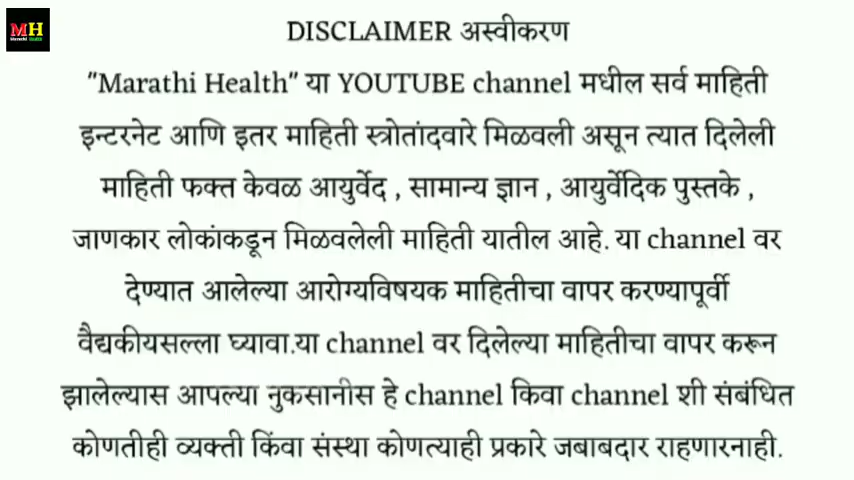 MH
Marathi Health
DISCLAIMER अस्वीकरण
"Marathi Health" या YOUTUBE channel मधील सर्व माहिती
इन्टरनेट आणि इतर माहिती स्त्रोतांदवारे मिळवली असून त्यात दिलेली
माहिती फक्त केवळ आयुर्वेद , सामान्य ज्ञान , आयुर्वेदिक पुस्तके ,
जाणकार लोकांकडून मिळवलेली माहिती यातील आहे. या channel वर
देण्यात आलेल्या आरोग्यविषयक माहितीचा वापर करण्यापूर्वी
वैद्यकीयसल्ला घ्यावा.या channel वर दिलेल्या माहितीचा वापर करून
झालेल्यास आपल्या नुकसानीस हे channel किवा channel शी संबंधित
कोणतीही व्यक्ती किंवा संस्था कोणत्याही प्रकारे जबाबदार राहणारनाही.